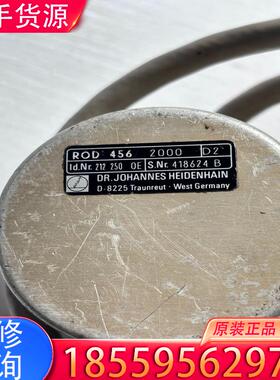 手货源
ROD 456 2000 D2
Id.Nr. 212 250 0E S.Nr. 418624 B
DR. JOHANNES HEIDENHAIN
D-8225 Traunreut · West Germany
修
询
原装正品
18559562978